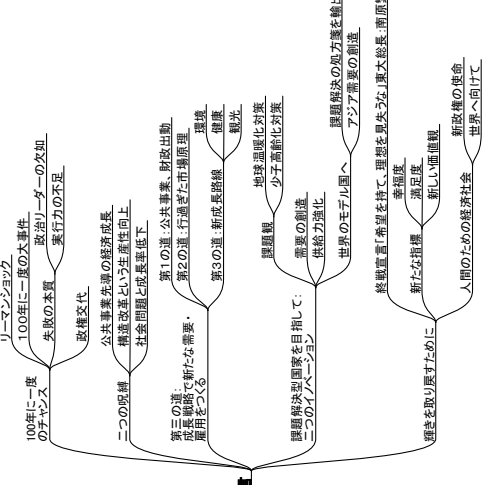 リーマンショック
100年に一度の大事件
政治リーダーの欠如
実行力の不足
失敗の本質
政権交代
100年に一度
のチャンス
公共事業先導の経済成長
構造改革という生産性向上
社会問題と成長率低下
二つの呪縛
第1の道:公共事業、財政出動
第2の道:行過ぎた市場原理
環境
健康
観光
第3の道:新成長路線
第三の道:
成長戦略で新たな需要・
雇用をつくる
地球温暖化対策
少子高齢化対策
課題観
需要の創造
供給力強化
課題解決の処方箋を輸出
アジア需要の創造
世界のモデル国へ
課題解決型国家を目指して:
二つのイノベーション
終戦宣言「希望を持て、理想を見失うな」東大総長:南原繁
幸福度
満足度
新しい価値観
新たな指標
新政権の使命
世界へ向けて
人間のための経済社会
輝きを取り戻すために